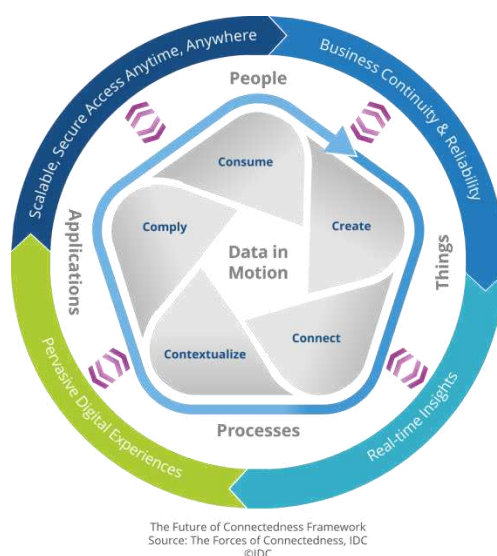 Scalable, Secure Access Anytime, Anywhere
Business Continuity & Reliability
People
Consume
Comply
Create
Applications
Data in
Motion
Things
Contextualize
Connect
Pervasive Digital Experiences
Real-time Insights
Processes
The Future of Connectedness Framework
Source: The Forces of Connectedness, IDC
©IDC